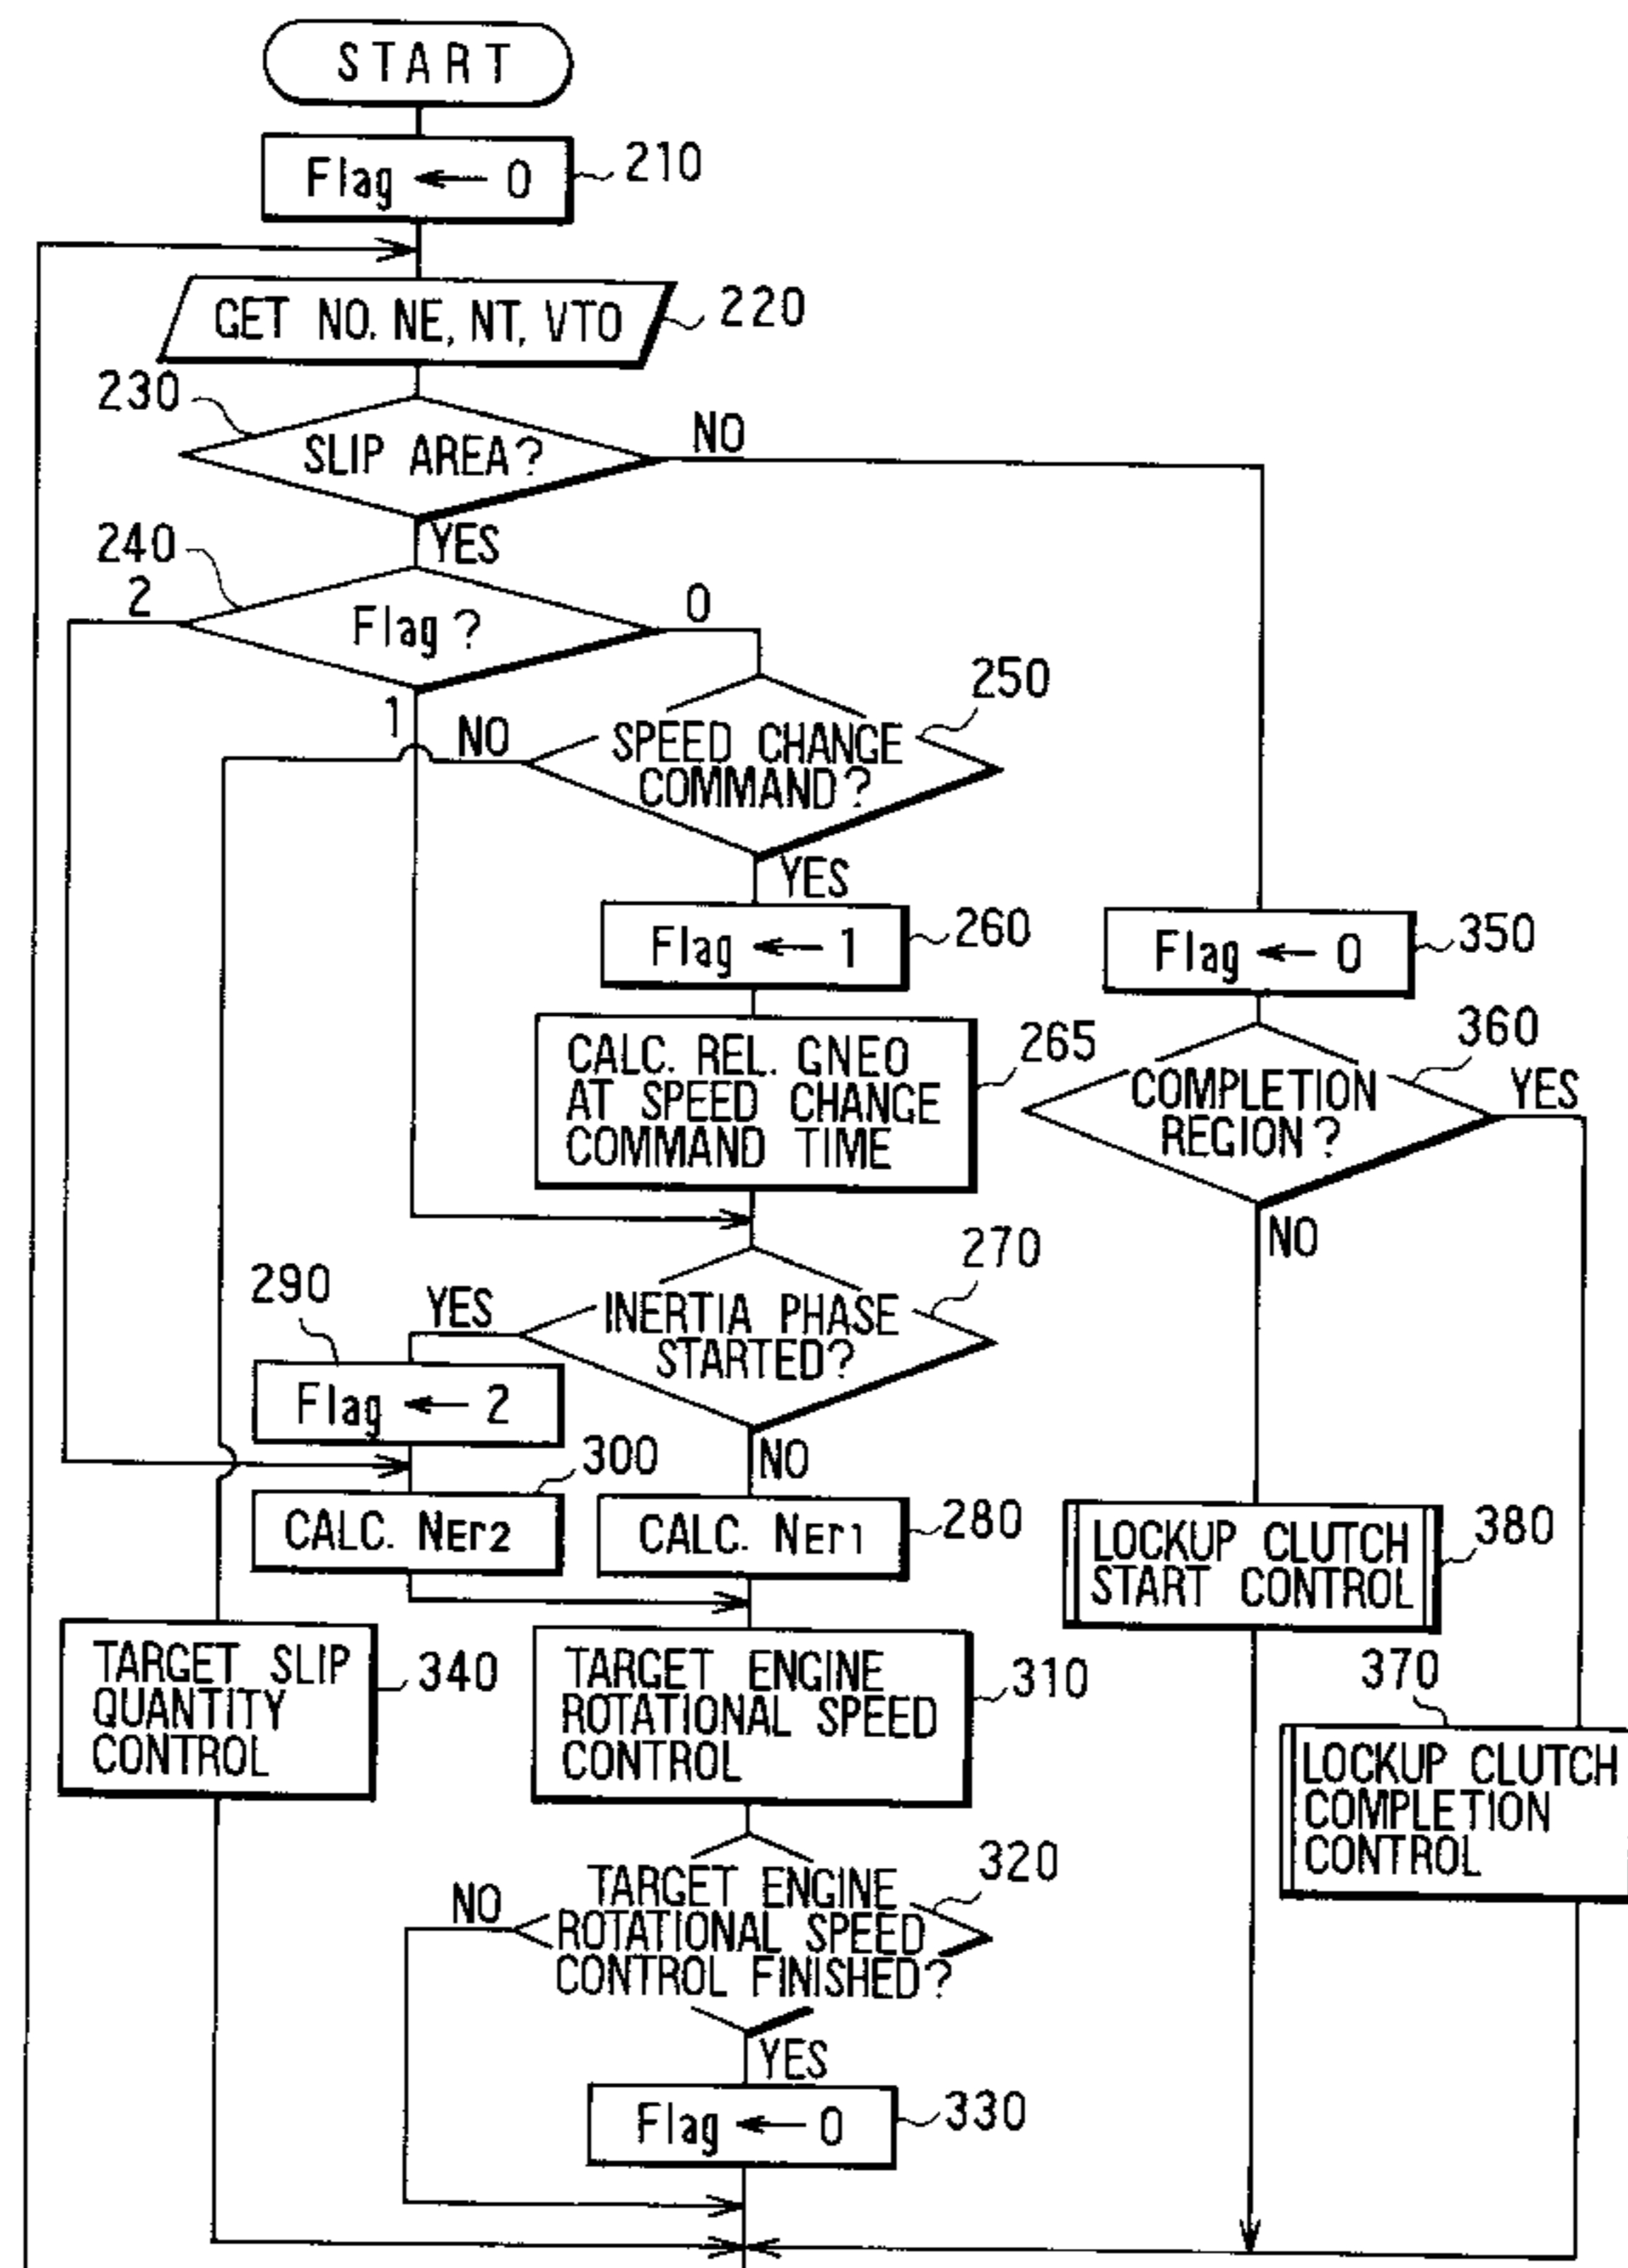 START
Flag ← 0
210
GET NO. NE, NT, VTO
220
230
SLIP AREA?
NO
YES
240
2
Flag?
0
1
250
NO
SPEED CHANGE
COMMAND?
YES
Flag ← 1
260
Flag ← 0
350
CALC. REL. GNEO
AT SPEED CHANGE
COMMAND TIME
265
360
COMPLETION
REGION?
YES
NO
270
290
YES
INERTIA PHASE
STARTED?
Flag ← 2
NO
300
CALC. NEr2
CALC. NEr1
280
LOCKUP CLUTCH
START CONTROL
380
TARGET SLIP
QUANTITY
CONTROL
340
TARGET ENGINE
ROTATIONAL SPEED
CONTROL
310
370
LOCKUP CLUTCH
COMPLETION
CONTROL
320
NO
TARGET ENGINE
ROTATIONAL SPEED
CONTROL FINISHED?
YES
Flag ← 0
330